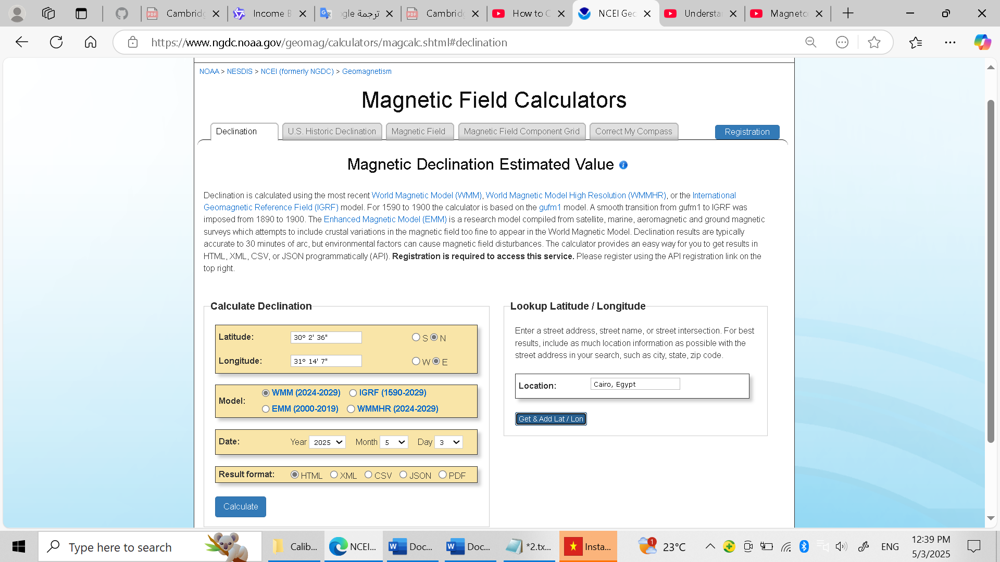 Cambridg
Income B
ogle ترجمة
Cambridg
How to C
NCEI Geo
Understa
Magneto
https://www.ngdc.noaa.gov/geomag/calculators/magcalc.shtml#declination
NOAA > NESDIS > NCEI (formerly NGDC) > Geomagnetism
Magnetic Field Calculators
Declination
U.S. Historic Declination
Magnetic Field
Magnetic Field Component Grid
Correct My Compass
Registration
Magnetic Declination Estimated Value
Declination is calculated using the most recent World Magnetic Model (WMM), World Magnetic Model High Resolution (WMMHR), or the International
Geomagnetic Reference Field (IGRF) model. For 1590 to 1900 the calculator is based on the gufm1 model. A smooth transition from gufm1 to IGRF was
imposed from 1890 to 1900. The Enhanced Magnetic Model (EMM) is a research model compiled from satellite, marine, aeromagnetic and ground magnetic
surveys which attempts to include crustal variations in the magnetic field too fine to appear in the World Magnetic Model. Declination results are typically
accurate to 30 minutes of arc, but environmental factors can cause magnetic field disturbances. The calculator provides an easy way for you to get results in
HTML, XML, CSV, or JSON programmatically (API). Registration is required to access this service. Please register using the API registration link on the
top right.
Calculate Declination
Latitude: 30º 2' 36" S N
Longitude: 31º 14' 7" W E
Model: WMM (2024-2029) IGRF (1590-2029)
EMM (2000-2019) WMMHR (2024-2029)
Date: Year 2025 Month 5 Day 3
Result format: HTML XML CSV JSON PDF
Calculate
Lookup Latitude / Longitude
Enter a street address, street name, or street intersection. For best
results, include as much location information as possible with the
street address in your search, such as city, state, zip code.
Location: Cairo, Egypt
Get & Add Lat / Lon
Type here to search
Calib...
NCEI...
Doc...
Doc...
*2.tx...
Insta...
1
23°C
ENG
12:39 PM
5/3/2025